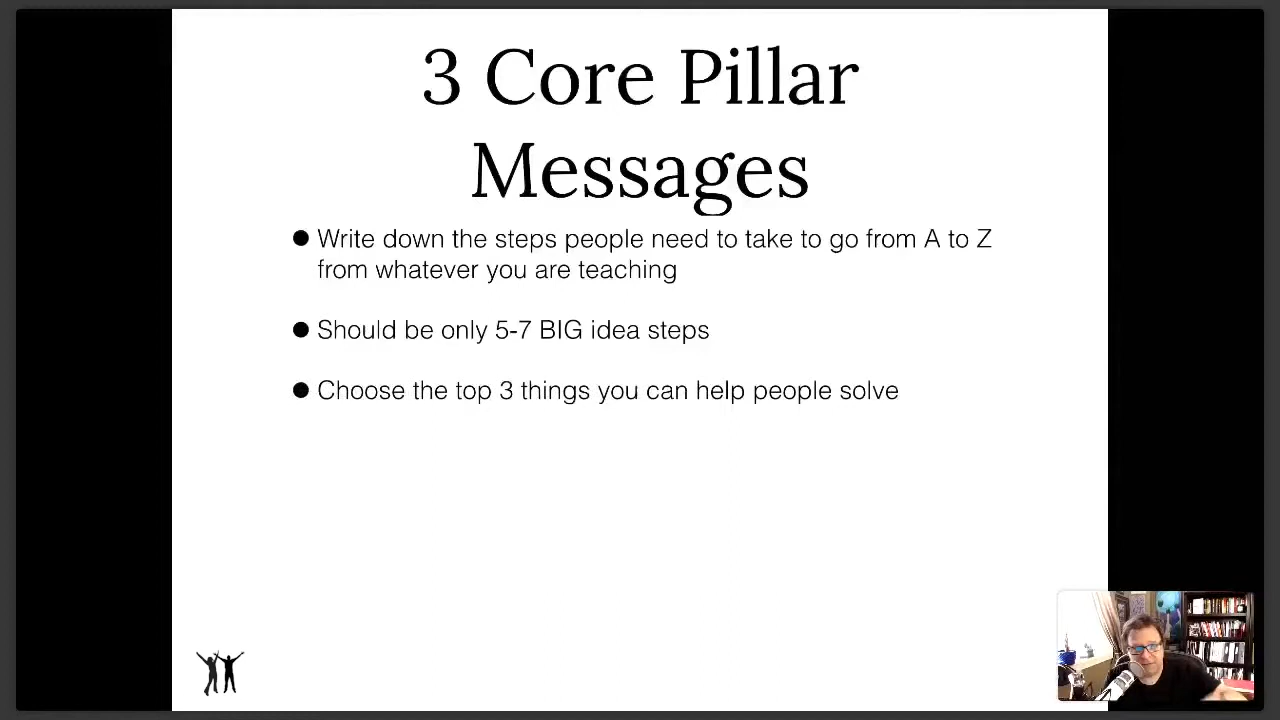 3 Core Pillar
Messages
● Write down the steps people need to take to go from A to Z
from whatever you are teaching
● Should be only 5-7 BIG idea steps
● Choose the top 3 things you can help people solve